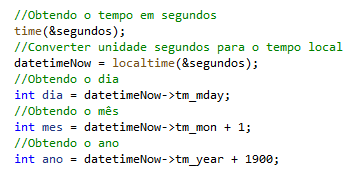 //Obtendo o tempo em segundos
time(&segundos);
//Converter unidade segundos para o tempo local
datetimeNow = localtime(&segundos);
//Obtendo o dia
int dia = datetimeNow->tm_mday;
//Obtendo o mês
int mes = datetimeNow->tm_mon + 1;
//Obtendo o ano
int ano = datetimeNow->tm_year + 1900;